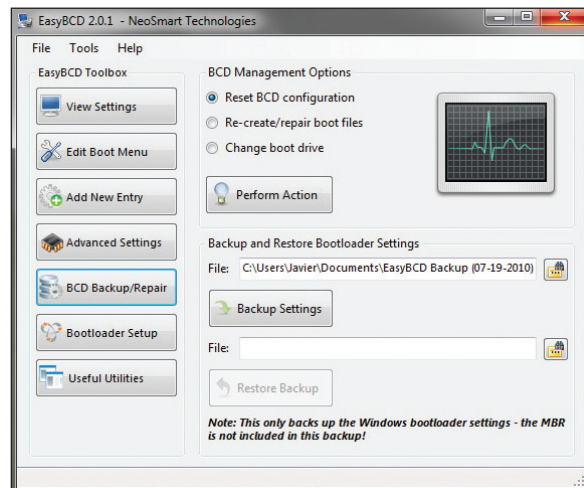 EasyBCD 2.0.1 - NeoSmart Technologies
File Tools Help
EasyBCD Toolbox
View Settings
Edit Boot Menu
Add New Entry
Advanced Settings
BCD Backup/Repair
Bootloader Setup
Useful Utilities
BCD Management Options
Reset BCD configuration
Re-create/repair boot files
Change boot drive
Perform Action
Backup and Restore Bootloader Settings
File: C:\Users\Javier\Documents\EasyBCD Backup (07-19-2010)
Backup Settings
File:
Restore Backup
Note: This only backs up the Windows bootloader settings - the MBR
is not included in this backup!